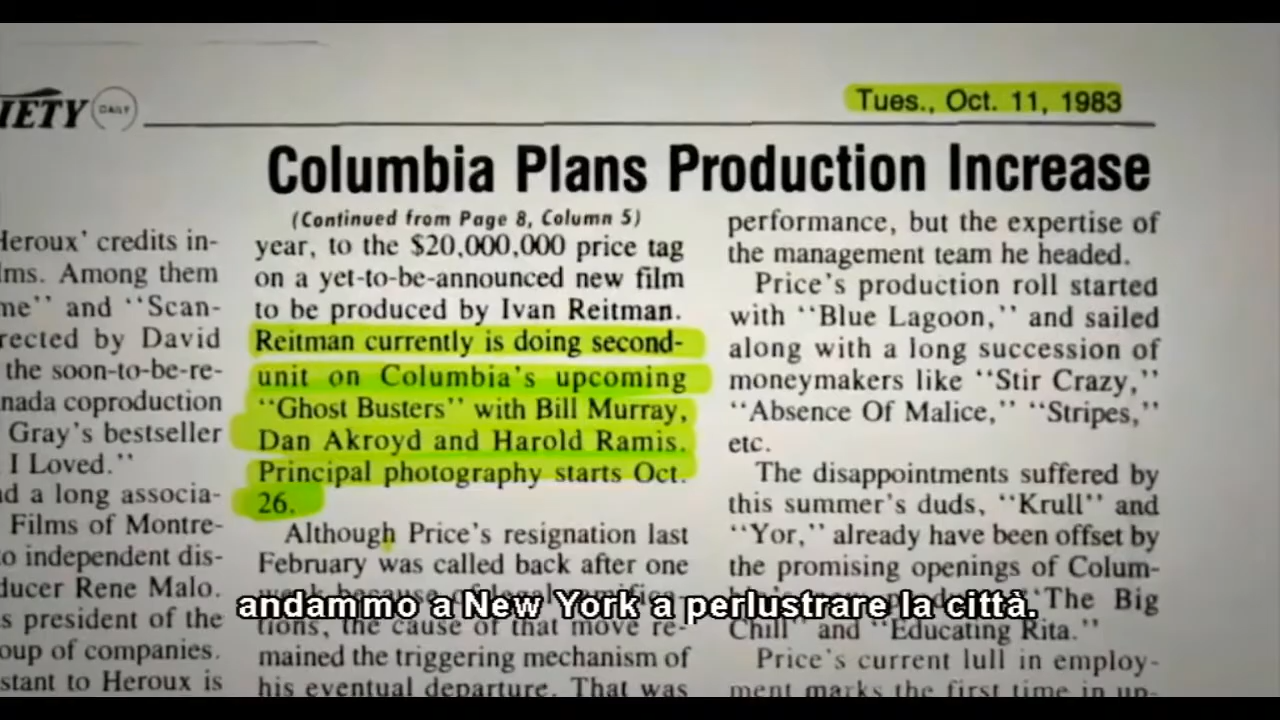 IETY DAILY
Tues., Oct. 11, 1983
Columbia Plans Production Increase
Heroux' credits in-
lms. Among them
me" and "Scan-
rected by David
the soon-to-be-re-
nada coproduction
Gray's bestseller
I Loved."
nd a long associa-
Films of Montre-
o independent dis-
ducer Rene Malo.
s president of the
oup of companies.
stant to Heroux is
(Continued from Page 8, Column 5)
year, to the $20,000,000 price tag
on a yet-to-be-announced new film
to be produced by Ivan Reitman.
Reitman currently is doing second-
unit on Columbia's upcoming
"Ghost Busters" with Bill Murray,
Dan Akroyd and Harold Ramis.
Principal photography starts Oct.
26.
Although Price's resignation last
February was called back after one
tions, the cause of that move re-
mained the triggering mechanism of
his eventual departure. That was
performance, but the expertise of
the management team he headed.
Price's production roll started
with "Blue Lagoon," and sailed
along with a long succession of
moneymakers like "Stir Crazy,"
"Absence Of Malice," "Stripes,"
etc.
The disappointments suffered by
this summer's duds, "Krull" and
"Yor," already have been offset by
the promising openings of Colum-
"The Big
Chill" and "Educating Rita."
Price's current lull in employ-
ment marks the first time in up-
andammo a New York a perlustrare la città.